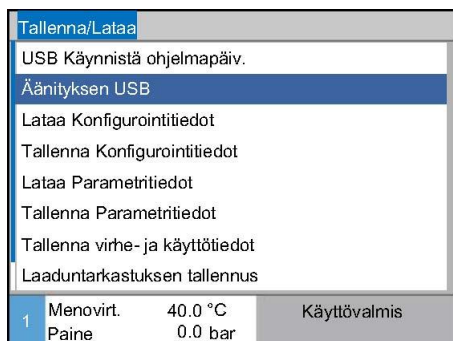 Tallenna/Lataa
USB Käynnistä ohjelmapäiv.
Äänityksen USB
Lataa Konfigurointitiedot
Tallenna Konfigurointitiedot
Lataa Parametritiedot
Tallenna Parametritiedot
Tallenna virhe- ja käyttötiedot
Laaduntarkastuksen tallennus
1 Menovirt. 40.0 °C Käyttövalmis
Paine 0.0 bar